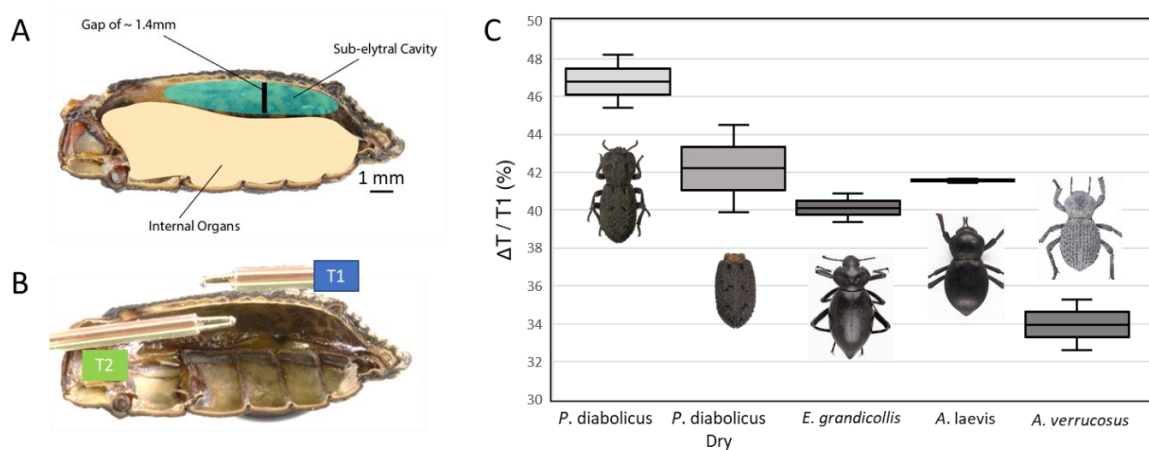 A
Gap of ~ 1.4mm
Sub-elytral Cavity
1 mm
Internal Organs
B
T1
T2
C
ΔT / T1 (%)
50
48
46
44
42
40
38
36
34
32
30
P. diabolicus
P. diabolicus
Dry
E. grandicollis
A. laevis
A. verrucosus